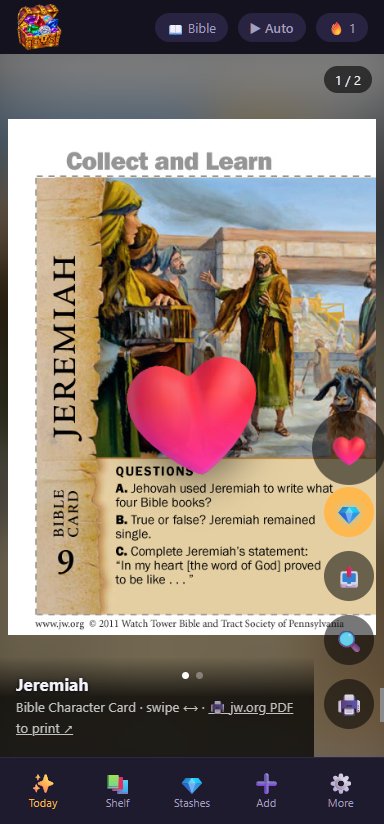 Bible
Auto
1
1 / 2
Collect and Learn
JEREMIAH
BIBLE
CARD
9
QUESTIONS
A. Jehovah used Jeremiah to write what
four Bible books?
B. True or false? Jeremiah remained
single.
C. Complete Jeremiah's statement:
“In my heart [the word of God] proved
to be like . . . ”
www.jw.org © 2011 Watch Tower Bible and Tract Society of Pennsylvania
Jeremiah
Bible Character Card · swipe ↔ · jw.org PDF
to print ↗
Today
Shelf
Stashes
Add
More